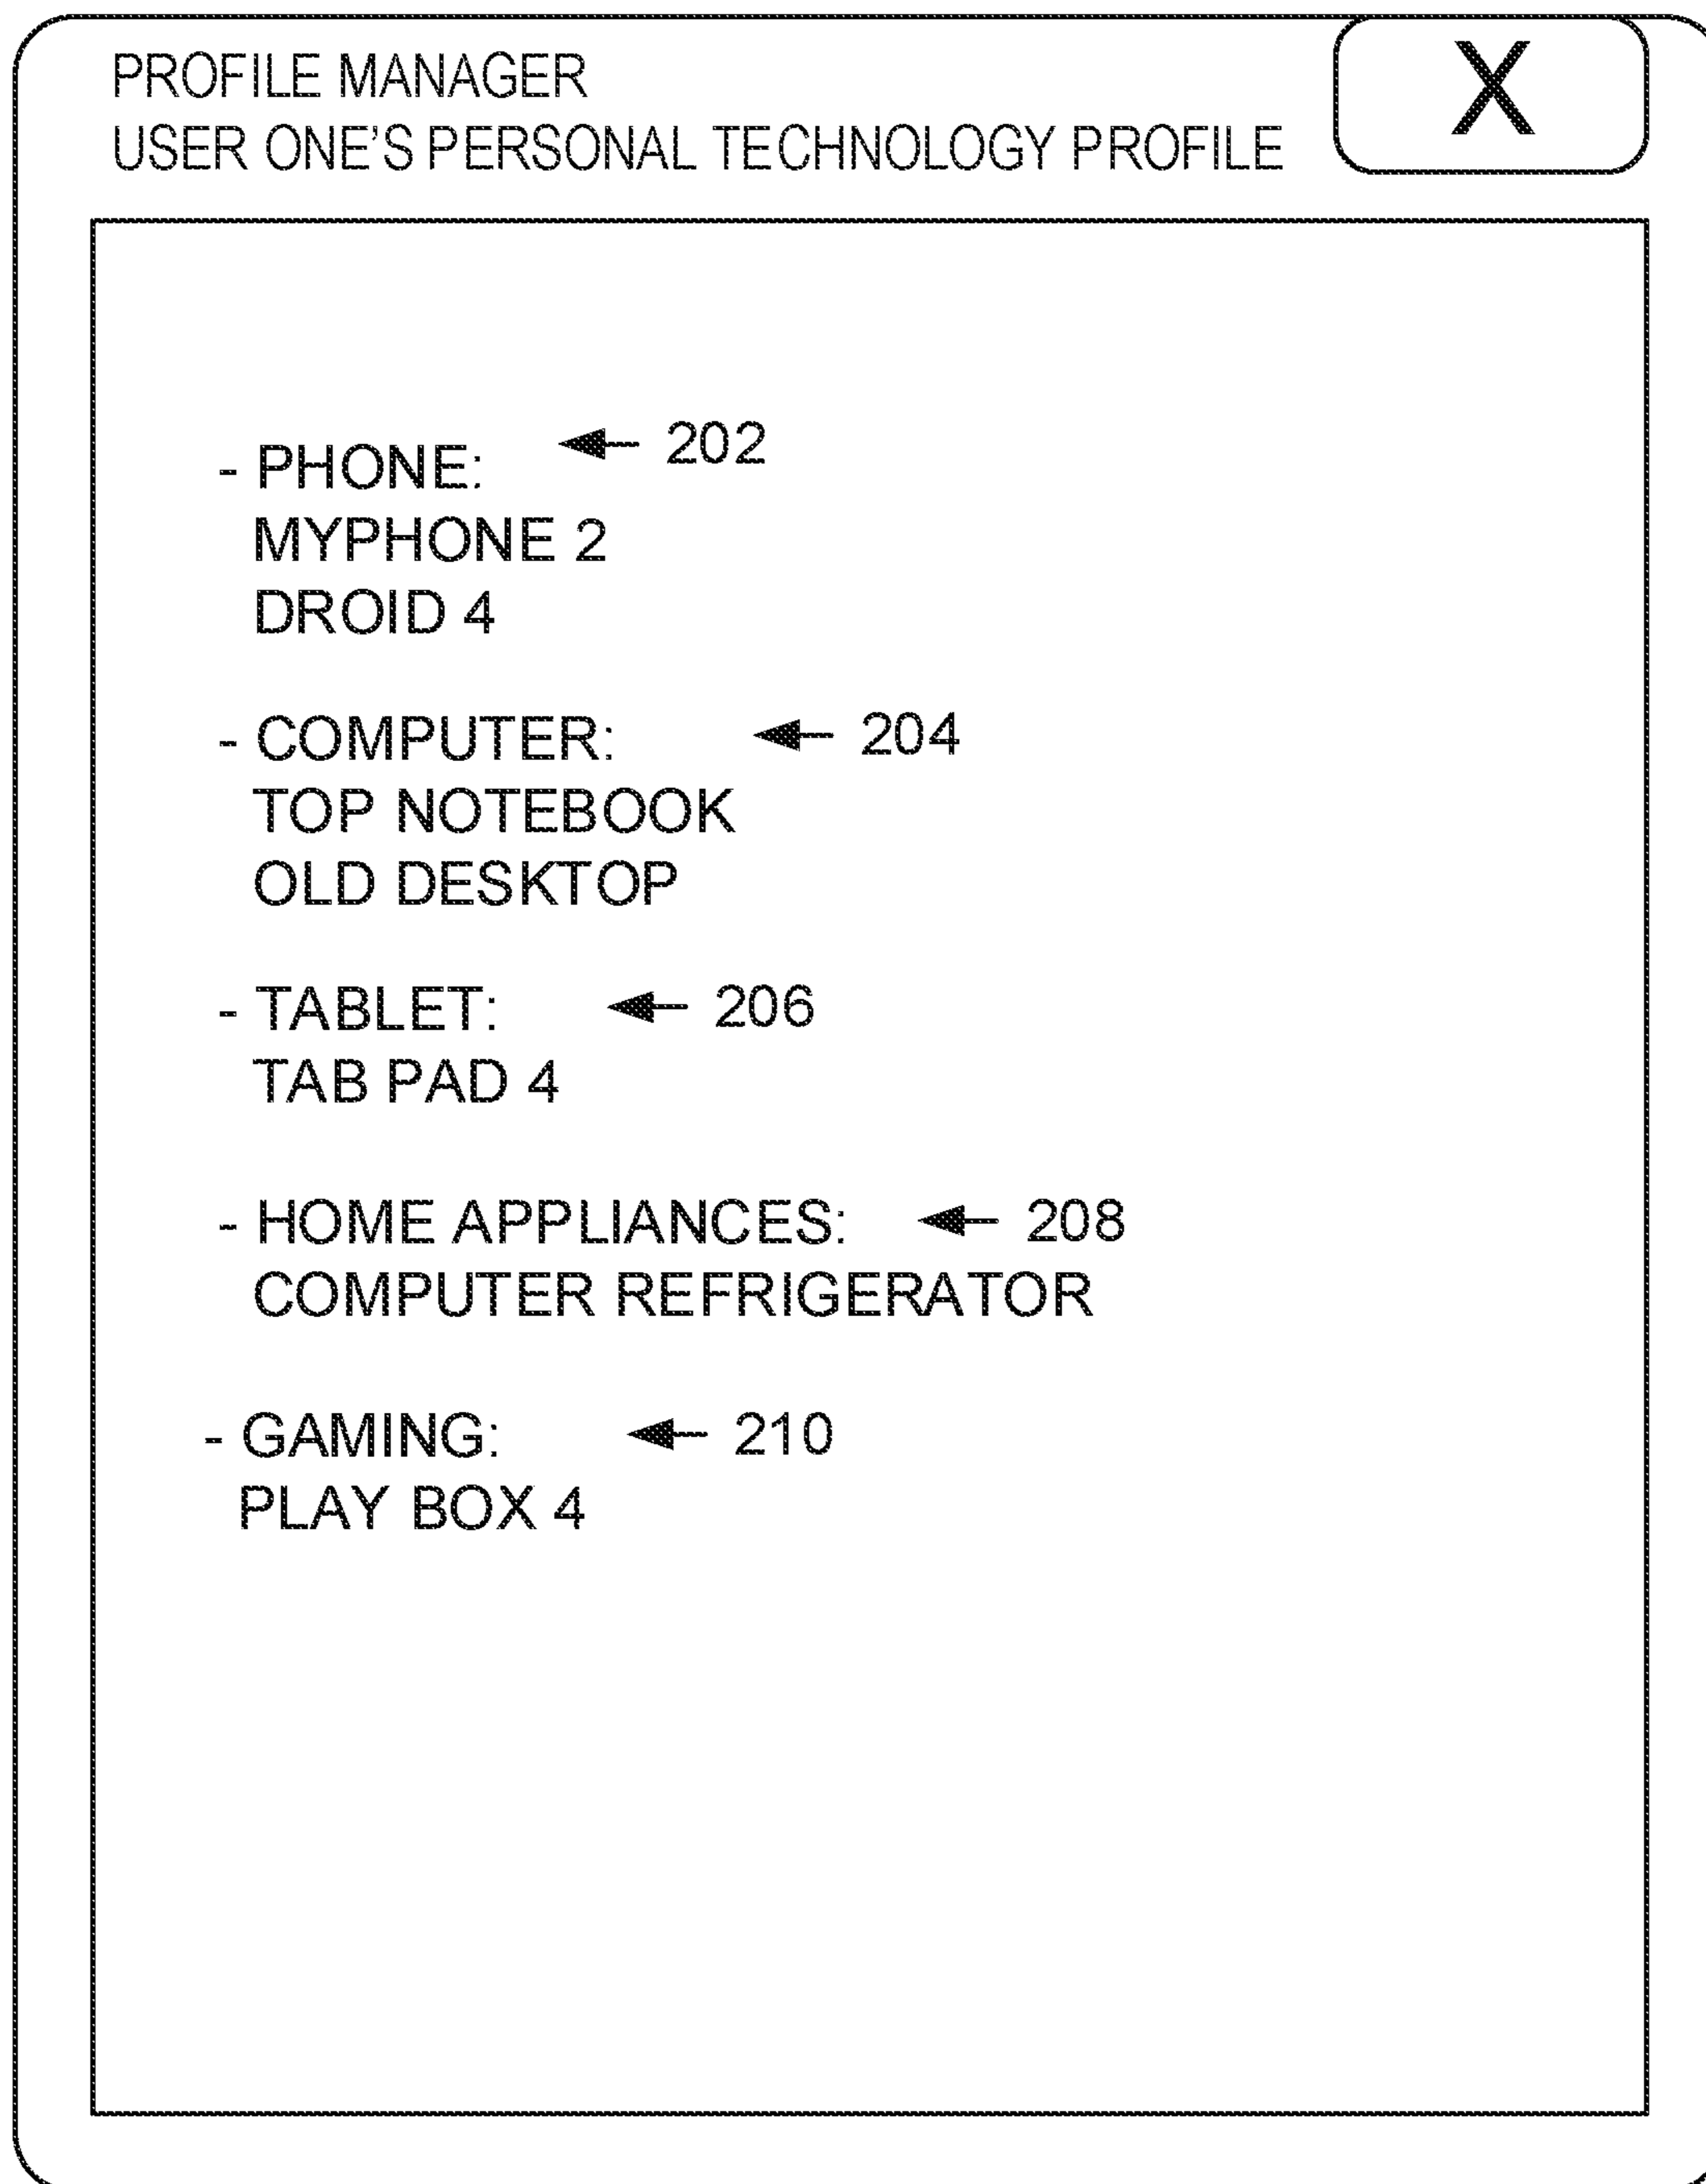 PROFILE MANAGER
X
USER ONE'S PERSONAL TECHNOLOGY PROFILE
- PHONE: 202
MYPHONE 2
DROID 4
- COMPUTER: 204
TOP NOTEBOOK
OLD DESKTOP
- TABLET: 206
TAB PAD 4
- HOME APPLIANCES: 208
COMPUTER REFRIGERATOR
- GAMING: 210
PLAY BOX 4